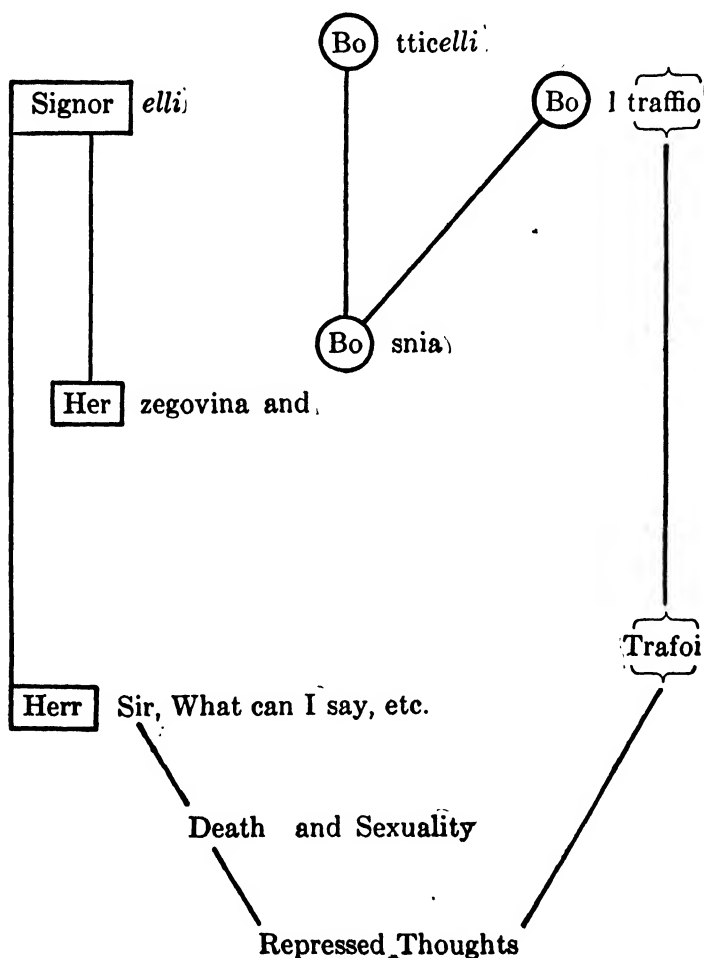 Bo tticelli
Signor elli Bo l traffio
Bo snia
Her zegovina and
Trafoi
Herr Sir, What can I say, etc.
Death and Sexuality
Repressed Thoughts